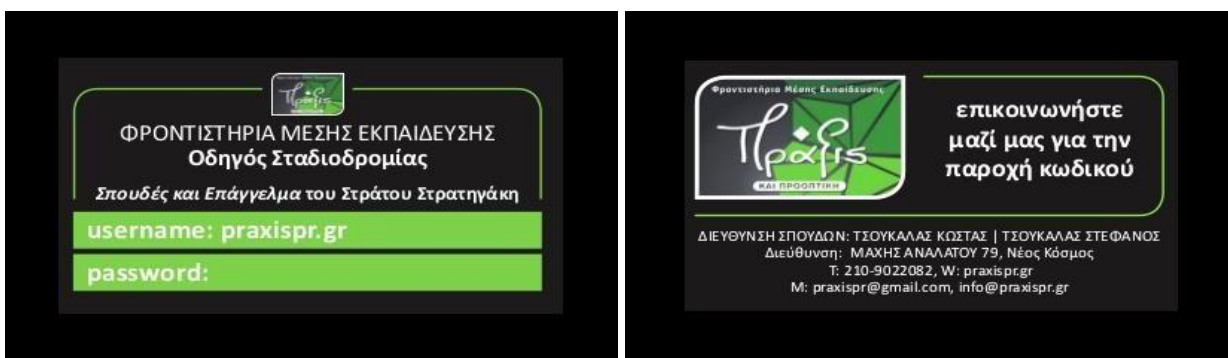 Πράξις
ΦΡΟΝΤΙΣΤΗΡΙΑ ΜΕΣΗΣ ΕΚΠΑΙΔΕΥΣΗΣ
Οδηγός Σταδιοδρομίας
Σπουδές και Επάγγελμα του Στράτου Στρατηγάκη
username: praxispr.gr
password:
Φροντιστήριο Μέσης Εκπαίδευσης
Πράξις
ΚΑΙ ΠΡΟΟΠΤΙΚΗ
επικοινωνήστε
μαζί μας για την
παροχή κωδικού
ΔΙΕΥΘΥΝΣΗ ΣΠΟΥΔΩΝ: ΤΣΟΥΚΑΛΑΣ ΚΩΣΤΑΣ | ΤΣΟΥΚΑΛΑΣ ΣΤΕΦΑΝΟΣ
Διεύθυνση: ΜΑΧΗΣ ΑΝΑΛΑΤΟΥ 79, Νέος Κόσμος
T: 210-9022082, W: praxispr.gr
M: praxispr@gmail.com, info@praxispr.gr